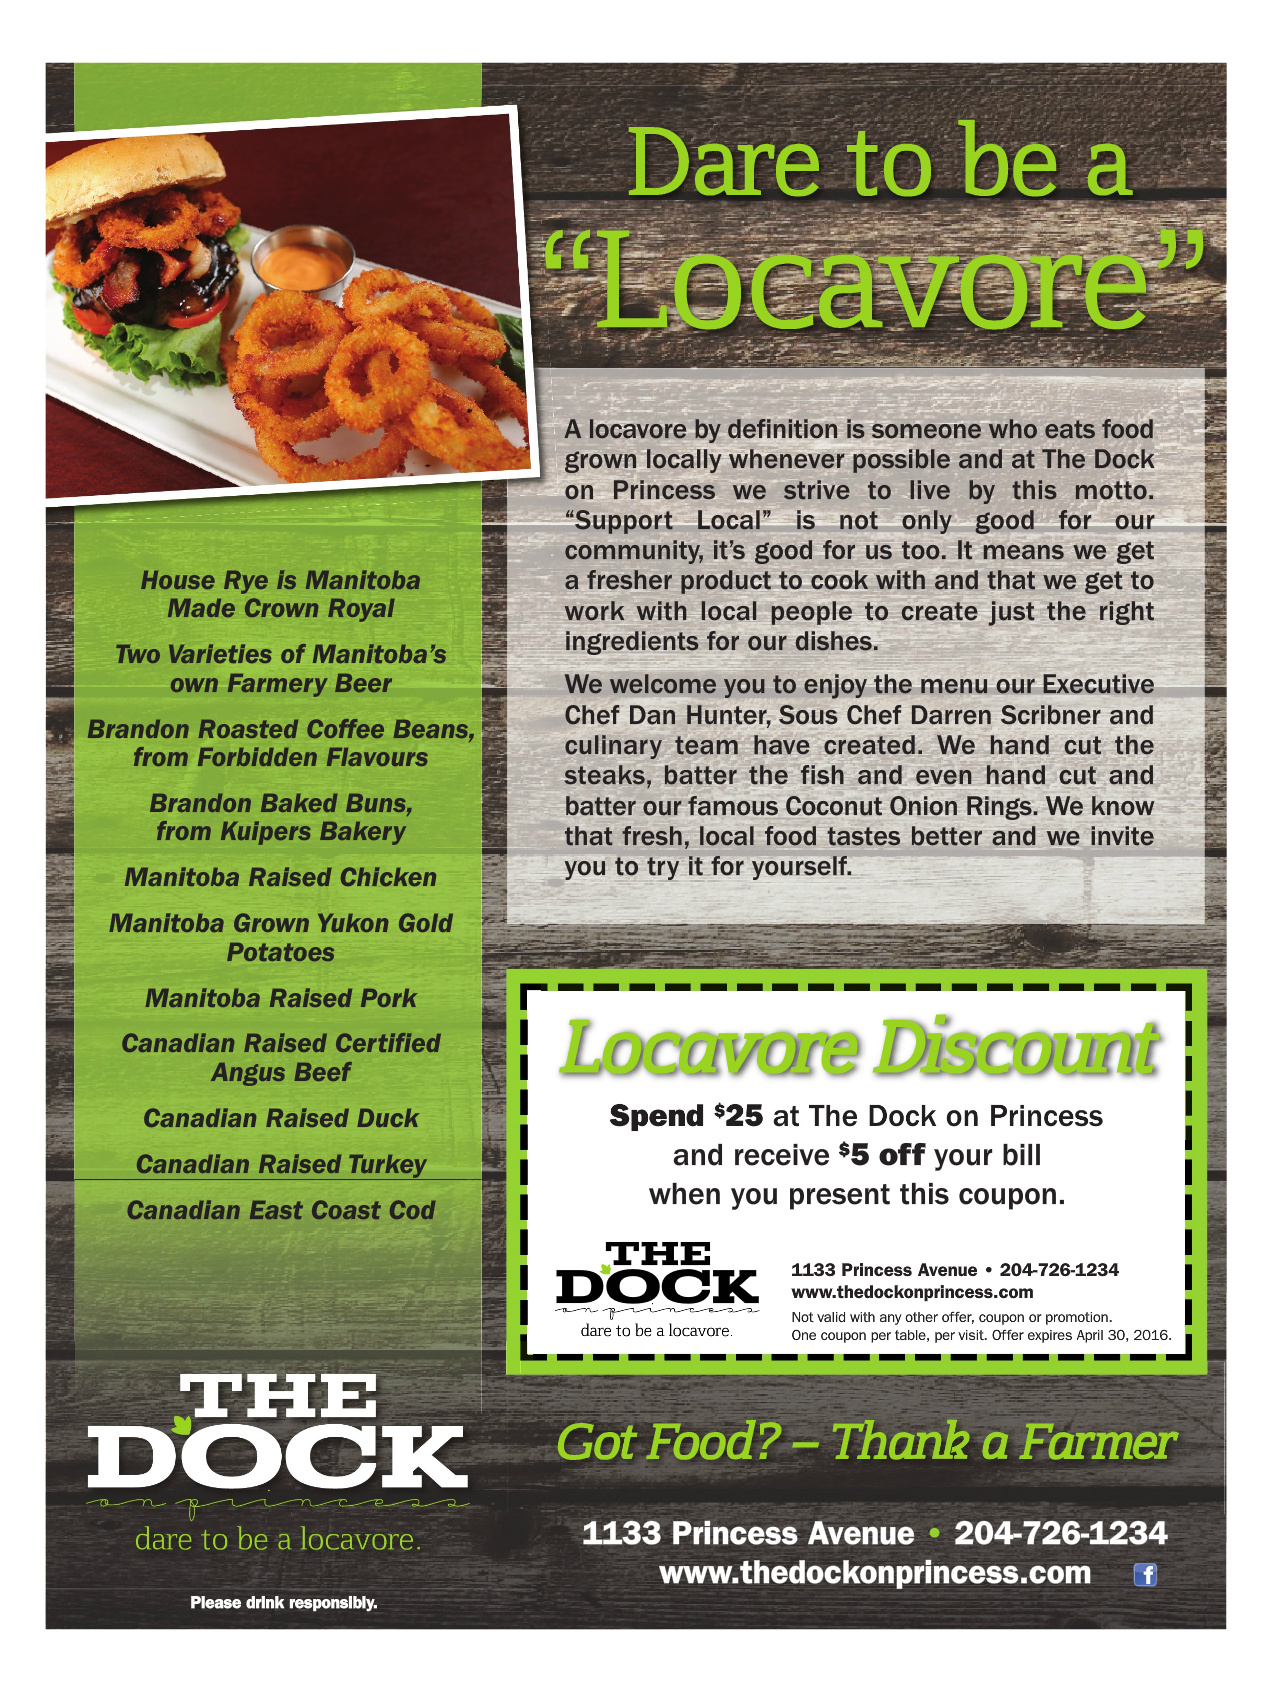 Dare to be a
“Locavore”
A locavore by definition is someone who eats food
grown locally whenever possible and at The Dock
on Princess we strive to live by this motto.
“Support Local” is not only good for our
community, it’s good for us too. It means we get
a fresher product to cook with and that we get to
work with local people to create just the right
ingredients for our dishes.
We welcome you to enjoy the menu our Executive
Chef Dan Hunter, Sous Chef Darren Scribner and
culinary team have created. We hand cut the
steaks, batter the fish and even hand cut and
batter our famous Coconut Onion Rings. We know
that fresh, local food tastes better and we invite
you to try it for yourself.
House Rye is Manitoba
Made Crown Royal
Two Varieties of Manitoba’s
own Farmery Beer
Brandon Roasted Coffee Beans,
from Forbidden Flavours
Brandon Baked Buns,
from Kuipers Bakery
Manitoba Raised Chicken
Manitoba Grown Yukon Gold
Potatoes
Manitoba Raised Pork
Canadian Raised Certified
Angus Beef
Canadian Raised Duck
Canadian Raised Turkey
Canadian East Coast Cod
Locavore Discount
Spend $25 at The Dock on Princess
and receive $5 off your bill
when you present this coupon.
THE
DOCK
on princess
dare to be a locavore.
1133 Princess Avenue • 204-726-1234
www.thedockonprincess.com
Not valid with any other offer, coupon or promotion.
One coupon per table, per visit. Offer expires April 30, 2016.
THE
DOCK
on princess
dare to be a locavore.
Please drink responsibly.
Got Food? – Thank a Farmer
1133 Princess Avenue • 204-726-1234
www.thedockonprincess.com
f